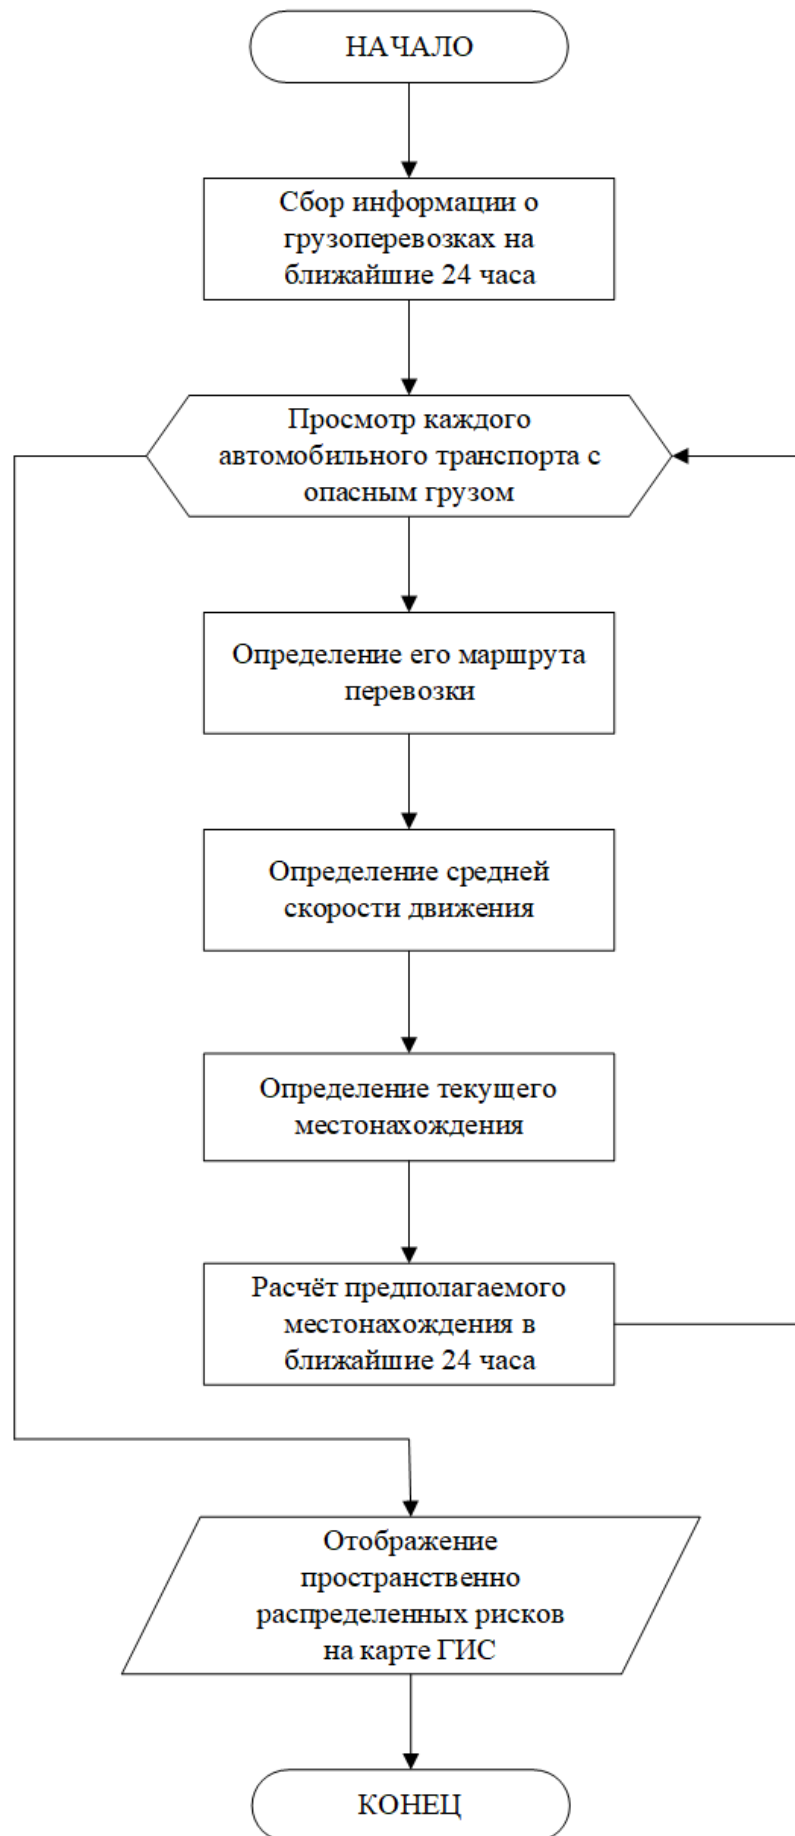 НАЧАЛО
Сбор информации о
грузоперевозках на
ближайшие 24 часа
Просмотр каждого
автомобильного транспорта с
опасным грузом
Определение его маршрута
перевозки
Определение средней
скорости движения
Определение текущего
местонахождения
Расчёт предполагаемого
местонахождения в
ближайшие 24 часа
Отображение
пространственно
распределенных рисков
на карте ГИС
КОНЕЦ